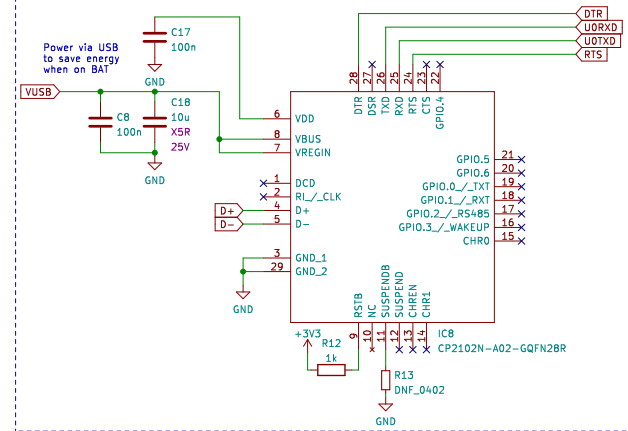 DTR
U0RXD
U0TXD
RTS
C17
100n
GND
Power via USB
to save energy
when on BAT
VUSB
C8
100n
C18
10u
X5R
25V
GND
28
27
26
25
24
23
22
DTR
DSR
TXD
RXD
RTS
CTS
GPIO.4
6
VDD
8
VBUS
7
VREGIN
1
DCD
2
RI_/_CLK
D+
4
D+
D-
5
D-
3
GND_1
29
GND_2
GND
GPIO.5
21
GPIO.6
20
GPIO.0_/_TXT
19
GPIO.1_/_RXT
18
GPIO.2_/_RS485
17
GPIO.3_/_WAKEUP
16
CHR0
15
RSTB
NC
SUSPENDB
SUSPEND
CHREN
CHR1
9
10
11
12
13
14
IC8
CP2102N-A02-GQFN28R
+3V3
R12
1k
R13
DNF_0402
GND